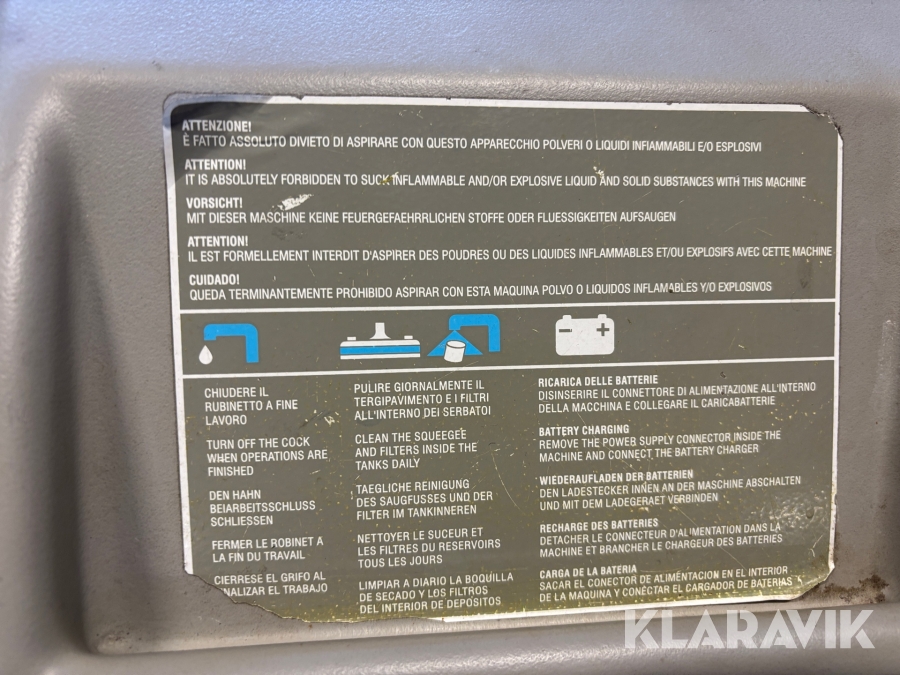 ATTENZIONE!
È FATTO ASSOLUTO DIVIETO DI ASPIRARE CON QUESTO APPARECCHIO POLVERI O LIQUIDI INFIAMMABILI E/O ESPLOSIVI
ATTENTION!
IT IS ABSOLUTELY FORBIDDEN TO SUCK INFLAMMABLE AND/OR EXPLOSIVE LIQUID AND SOLID SUBSTANCES WITH THIS MACHINE
VORSICHT!
MIT DIESER MASCHINE KEINE FEUERGEFAEHRRLICHEN STOFFE ODER FLUESSIGKEITEN AUFSAUGEN
ATTENTION!
IL EST FORMELLEMENT INTERDIT D'ASPIRER DES POUDRES OU DES LIQUIDES INFLAMMABLES ET/OU EXPLOSIFS AVEC CETTE MACHINE
CUIDADO!
QUEDA TERMINANTEMENTE PROHIBIDO ASPIRAR CON ESTA MAQUINA POLVO O LIQUIDOS INFLAMABLES Y/O EXPLOSIVOS
CHIUDERE IL
RUBINETTO A FINE
LAVORO
TURN OFF THE COCK
WHEN OPERATIONS ARE
FINISHED
DEN HAHN
BEIARBEITSSCHLUSS
SCHLIESSEN
FERMER LE ROBINET A
LA FIN DU TRAVAIL
CIERRESE EL GRIFO AL
NALIZAR EL TRABAJO
PULIRE GIORNALMENTE IL
TERGIPAVIMENTO E I FILTRI
ALL'INTERNO DEI SERBATOI
CLEAN THE SQUEEGEE
AND FILTERS INSIDE THE
TANKS DAILY
TAEGLICHE REINIGUNG
DES SAUGFUSSES UND DER
FILTER IM TANKINNEREN
NETTOYER LE SUCEUR ET
LES FILTRES DU RESERVOIRS
TOUS LES JOURS
LIMPIAR A DIARIO LA BOQUILLA
DE SECADO Y LOS FILTROS
DEL INTERIOR DE DEPÓSITOS
RICARICA DELLE BATTERIE
DISINSERIRE IL CONNETTORE DI ALIMENTAZIONE ALL'INTERNO
DELLA MACCHINA E COLLEGARE IL CARICABATTERIE
BATTERY CHARGING
REMOVE THE POWER SUPPLY CONNECTOR INSIDE THE
MACHINE AND CONNECT THE BATTERY CHARGER
WIEDERAUFLADEN DER BATTERIEN
DEN LADESTECKER INNEN AN DER MASCHINE ABSCHALTEN
UND MIT DEM LADEGERAET VERBINDEN
RECHARGE DES BATTERIES
DETACHER LE CONNECTEUR D'ALIMENTATION DANS LA
MACHINE ET BRANCHER LE CHARGEUR DES BATTERIES
CARGA DE LA BATERIA
SACAR EL CONECTOR DE ALIMENTACION EN EL INTERIOR
DE LA MAQUINA Y CONECTAR EL CARGADOR DE BATERIAS
KLARAVIK